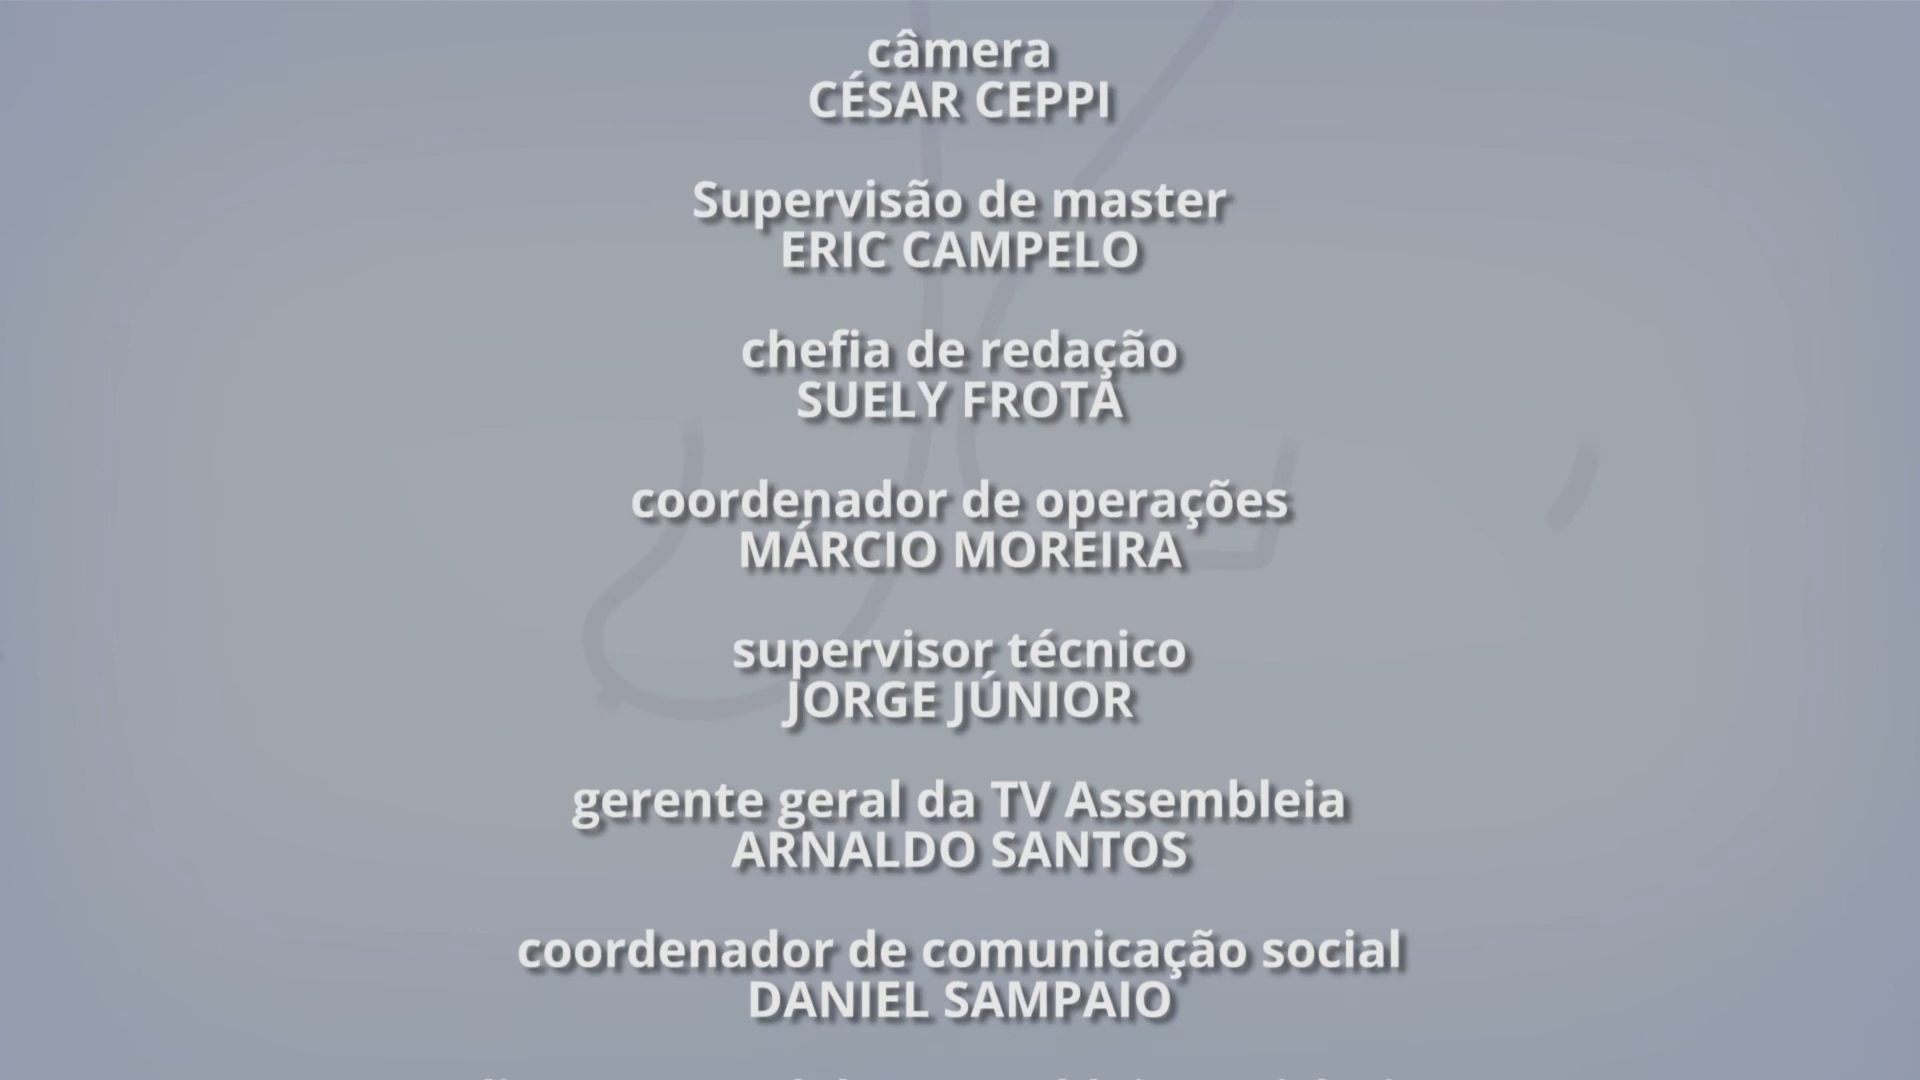 câmera
CÉSAR CEPPI
Supervisão de master
ERIC CAMPELO
chefia de redação
SUELY FROTA
coordenador de operações
MÁRCIO MOREIRA
supervisor técnico
JORGE JÚNIOR
gerente geral da TV Assembleia
ARNALDO SANTOS
coordenador de comunicação social
DANIEL SAMPAIO